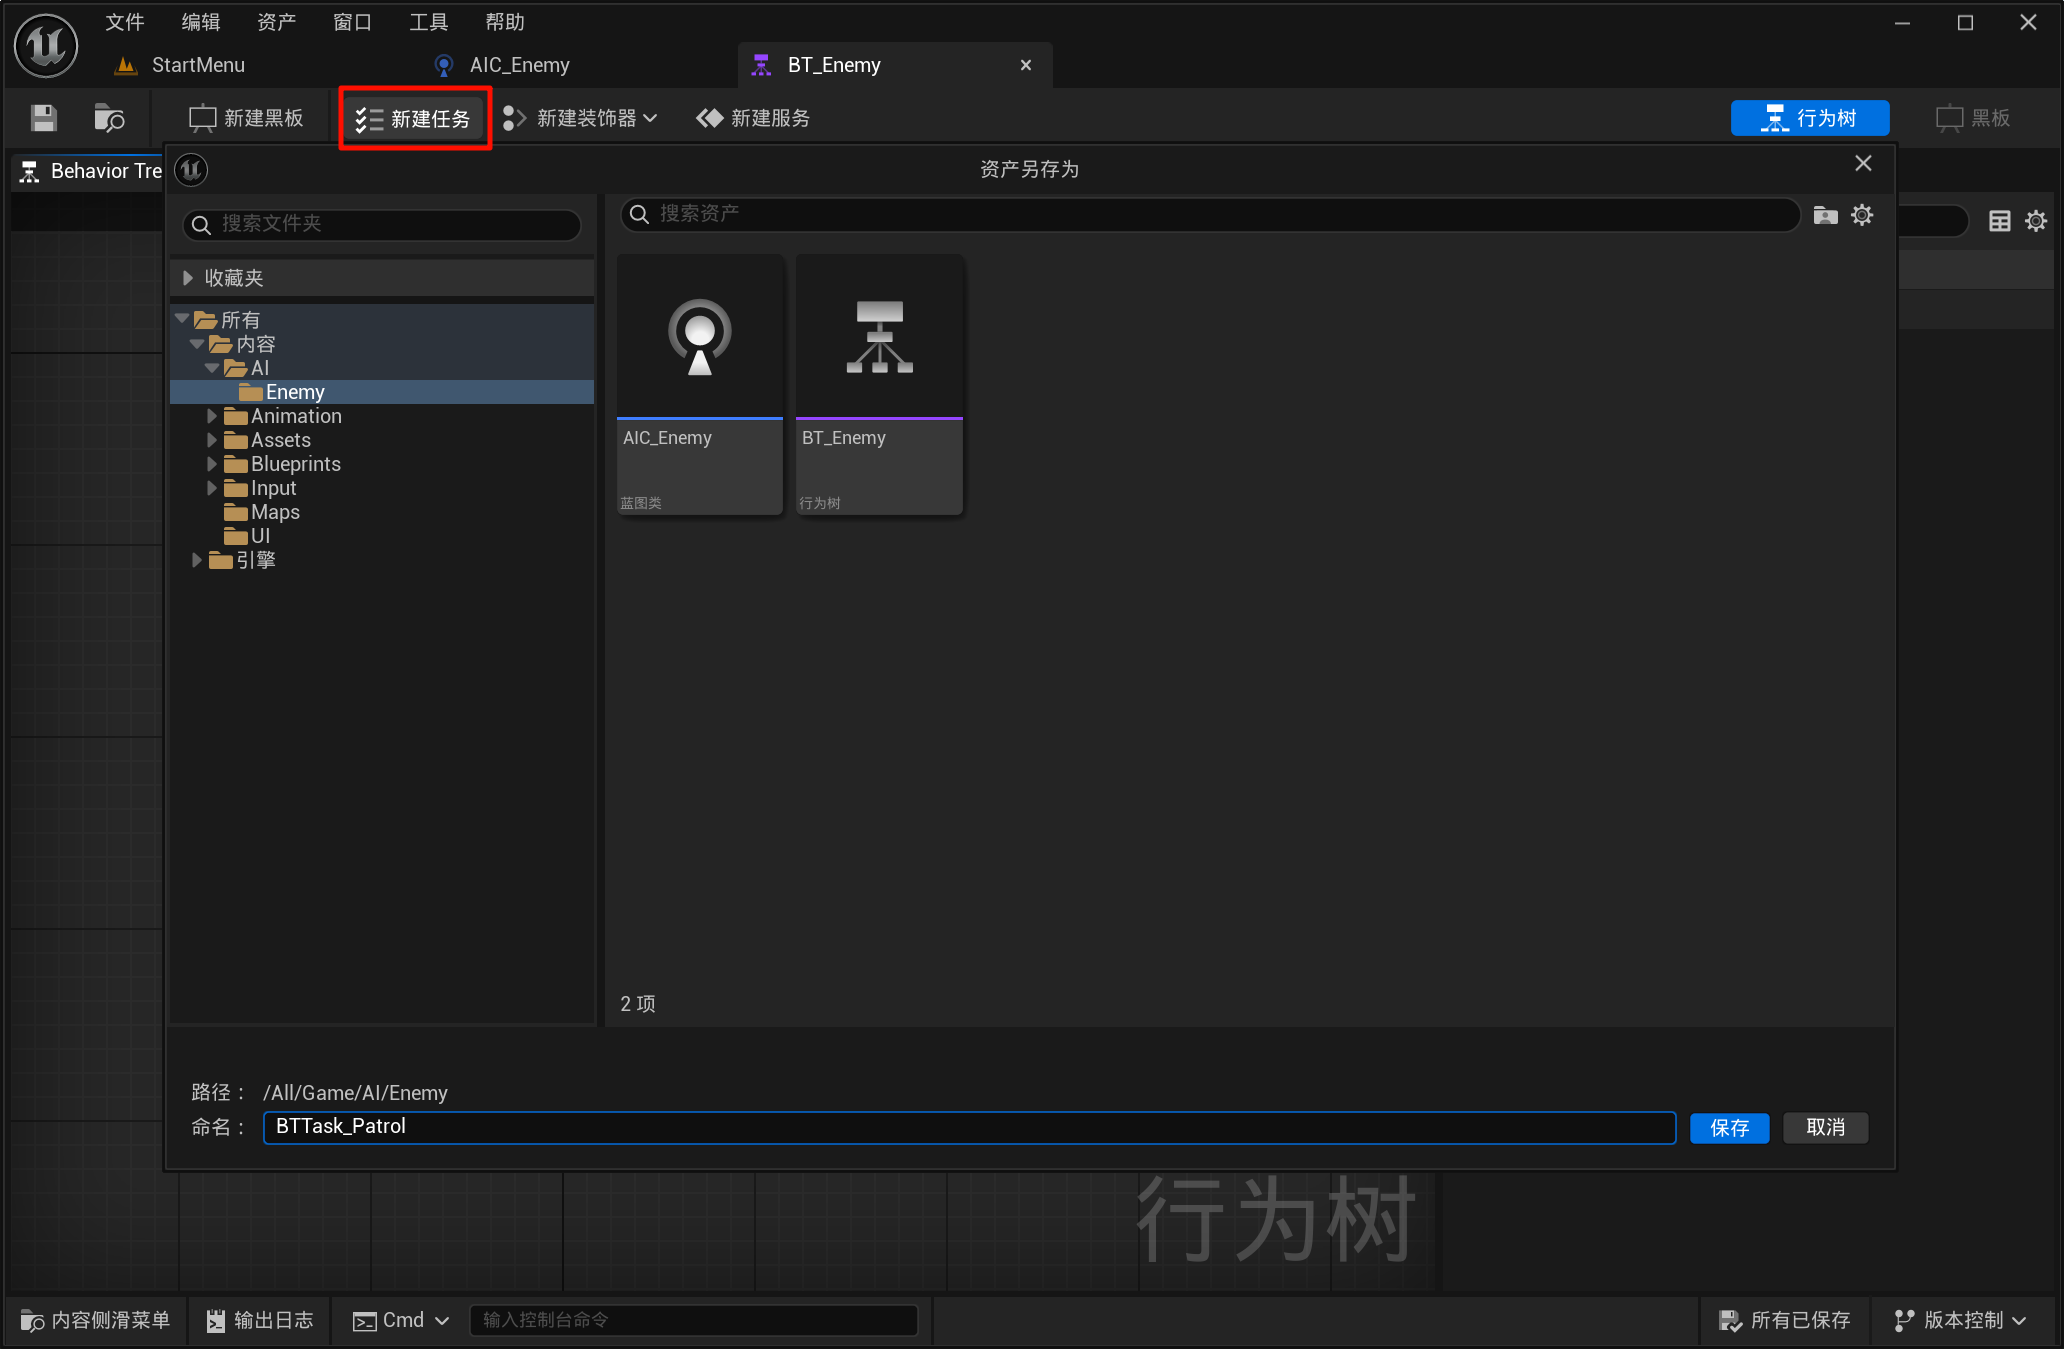 文件 编辑 资产 窗口 工具 帮助
StartMenu AIC_Enemy BT_Enemy
新建黑板 新建任务 新建装饰器 新建服务 行为树 黑板
Behavior Tre 资产另存为
搜索文件夹 搜索资产
收藏夹
所有
内容
AI
Enemy
Animation
Assets
Blueprints
Input
Maps
UI
引擎
AIC_Enemy BT_Enemy
蓝图类 行为树
2 项
路径： /All/Game/AI/Enemy
命名： BTTask_Patrol 保存 取消
行为树
内容侧滑菜单 输出日志 Cmd 输入控制台命令 所有已保存 版本控制